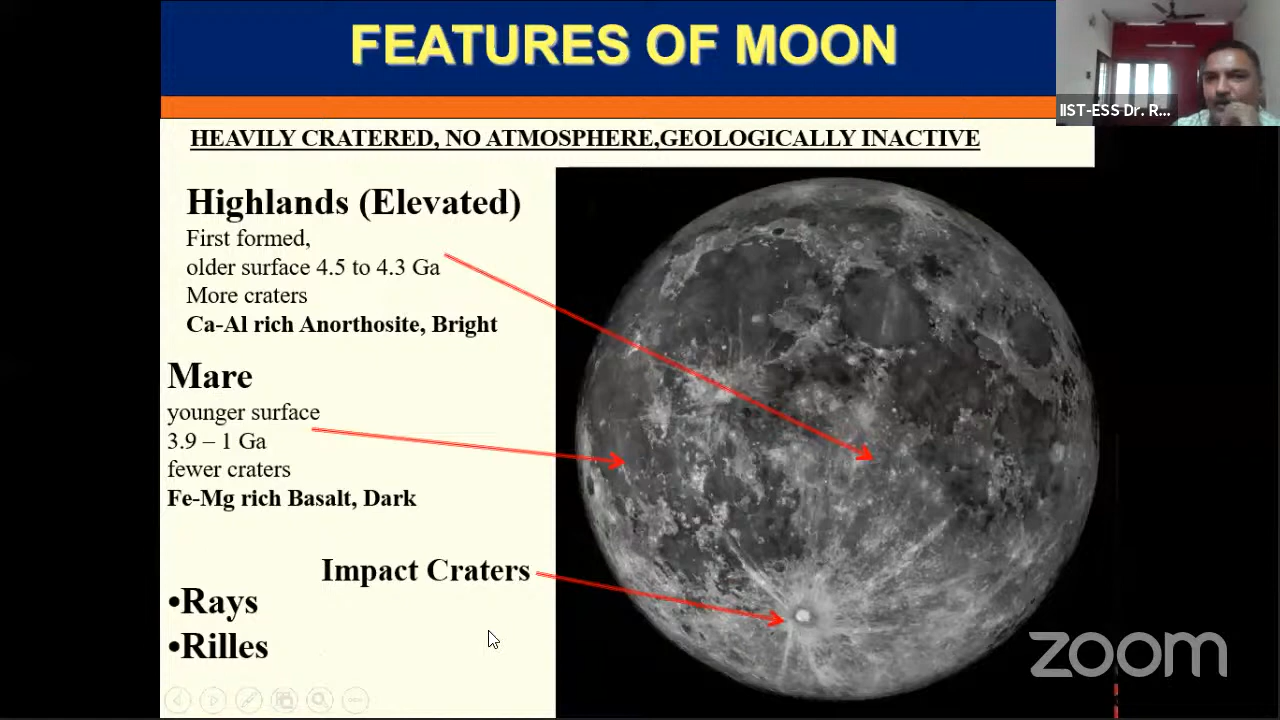 FEATURES OF MOON
IIST-ESS Dr. R...
HEAVILY CRATERED, NO ATMOSPHERE,GEOLOGICALLY INACTIVE
Highlands (Elevated)
First formed,
older surface 4.5 to 4.3 Ga
More craters
Ca-Al rich Anorthosite, Bright
Mare
younger surface
3.9 – 1 Ga
fewer craters
Fe-Mg rich Basalt, Dark
Impact Craters
•Rays
•Rilles
zoom